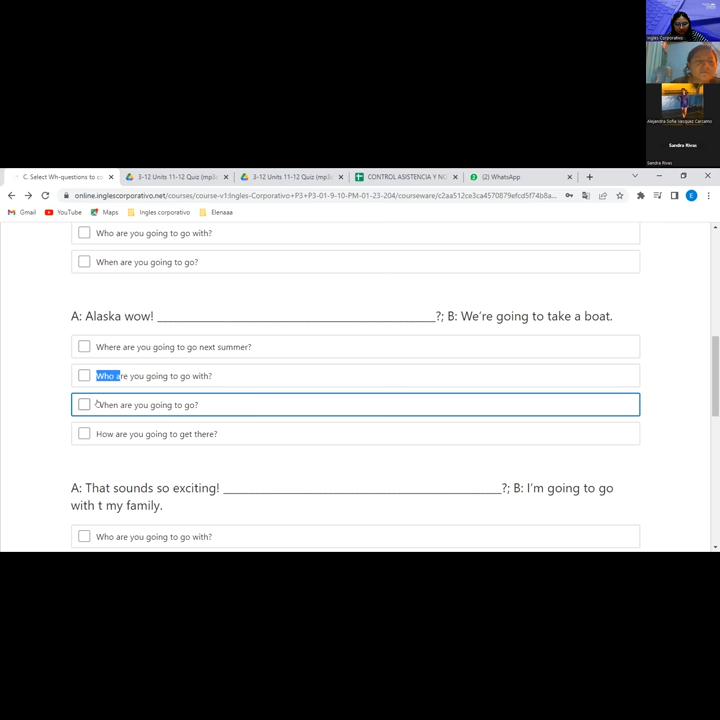 Ingles Corporativo
Alejandra Sofia Vasquez Carcamo
Sandra Rivas
Sandra Rivas
C. Select Wh-questions to co
3-12 Units 11-12 Quiz (mp3
3-12 Units 11-12 Quiz (mp3
CONTROL ASISTENCIA Y NO
(2) WhatsApp
online.inglescorporativo.net/courses/course-v1:Ingles-Corporativo+P3+P3-01-9-10-PM-01-23-204/courseware/c2aa512ce3ca4570879efcd5f74b8a...
Gmail
YouTube
Maps
Ingles corporativo
Elenaaa
Who are you going to go with?
When are you going to go?
A: Alaska wow! ______________________________________________?; B: We're going to take a boat.
Where are you going to go next summer?
Who are you going to go with?
When are you going to go?
How are you going to get there?
A: That sounds so exciting! ______________________________________________?; B: I'm going to go
with t my family.
Who are you going to go with?